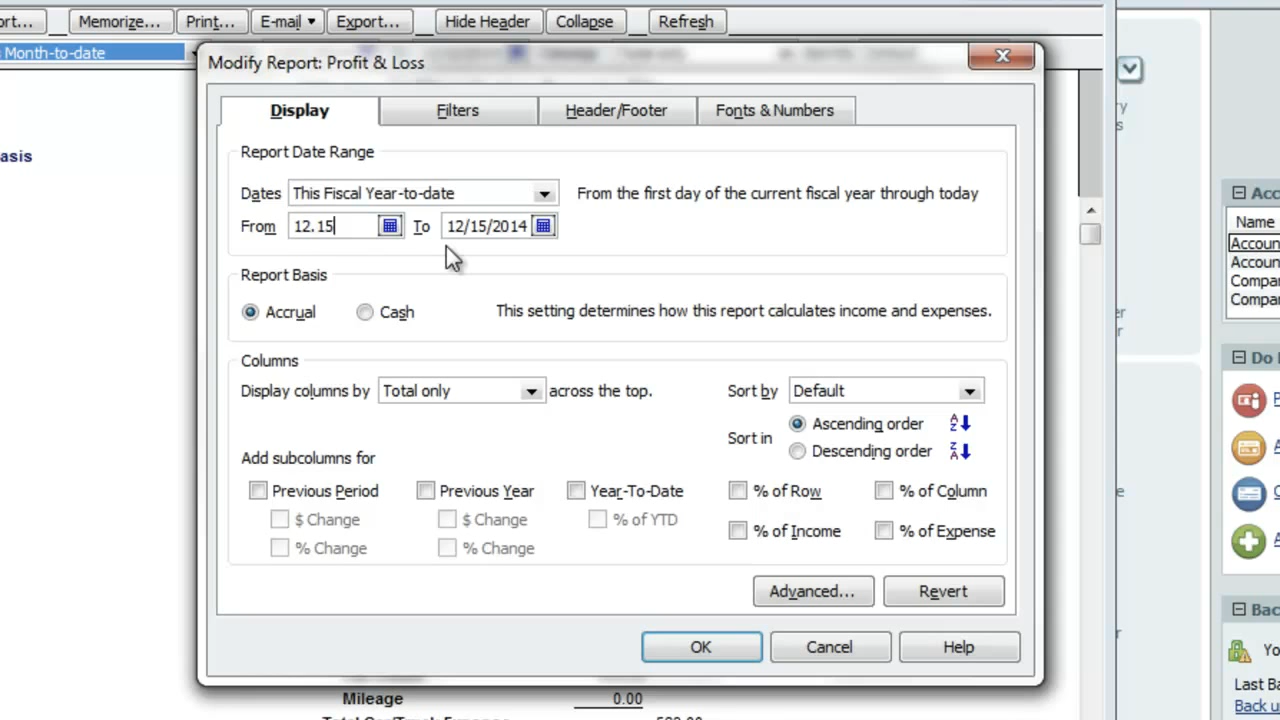 Memorize... Print... E-mail Export... Hide Header Collapse Refresh
Month-to-date
Modify Report: Profit & Loss
Display Filters Header/Footer Fonts & Numbers
asis
Report Date Range
Dates This Fiscal Year-to-date From the first day of the current fiscal year through today
From 12.15 To 12/15/2014
Report Basis
Accrual Cash This setting determines how this report calculates income and expenses.
Columns
Display columns by Total only across the top.
Sort by Default
Sort in Ascending order
Descending order
Add subcolumns for
Previous Period Previous Year Year-To-Date % of Row % of Column
$ Change $ Change % of YTD
% Change % Change % of Income % of Expense
Advanced... Revert
OK Cancel Help
Mileage 0.00
Name
Accoun
Accoun
Compa
Compa
Do
Bac
Yo
Last Ba
Back u